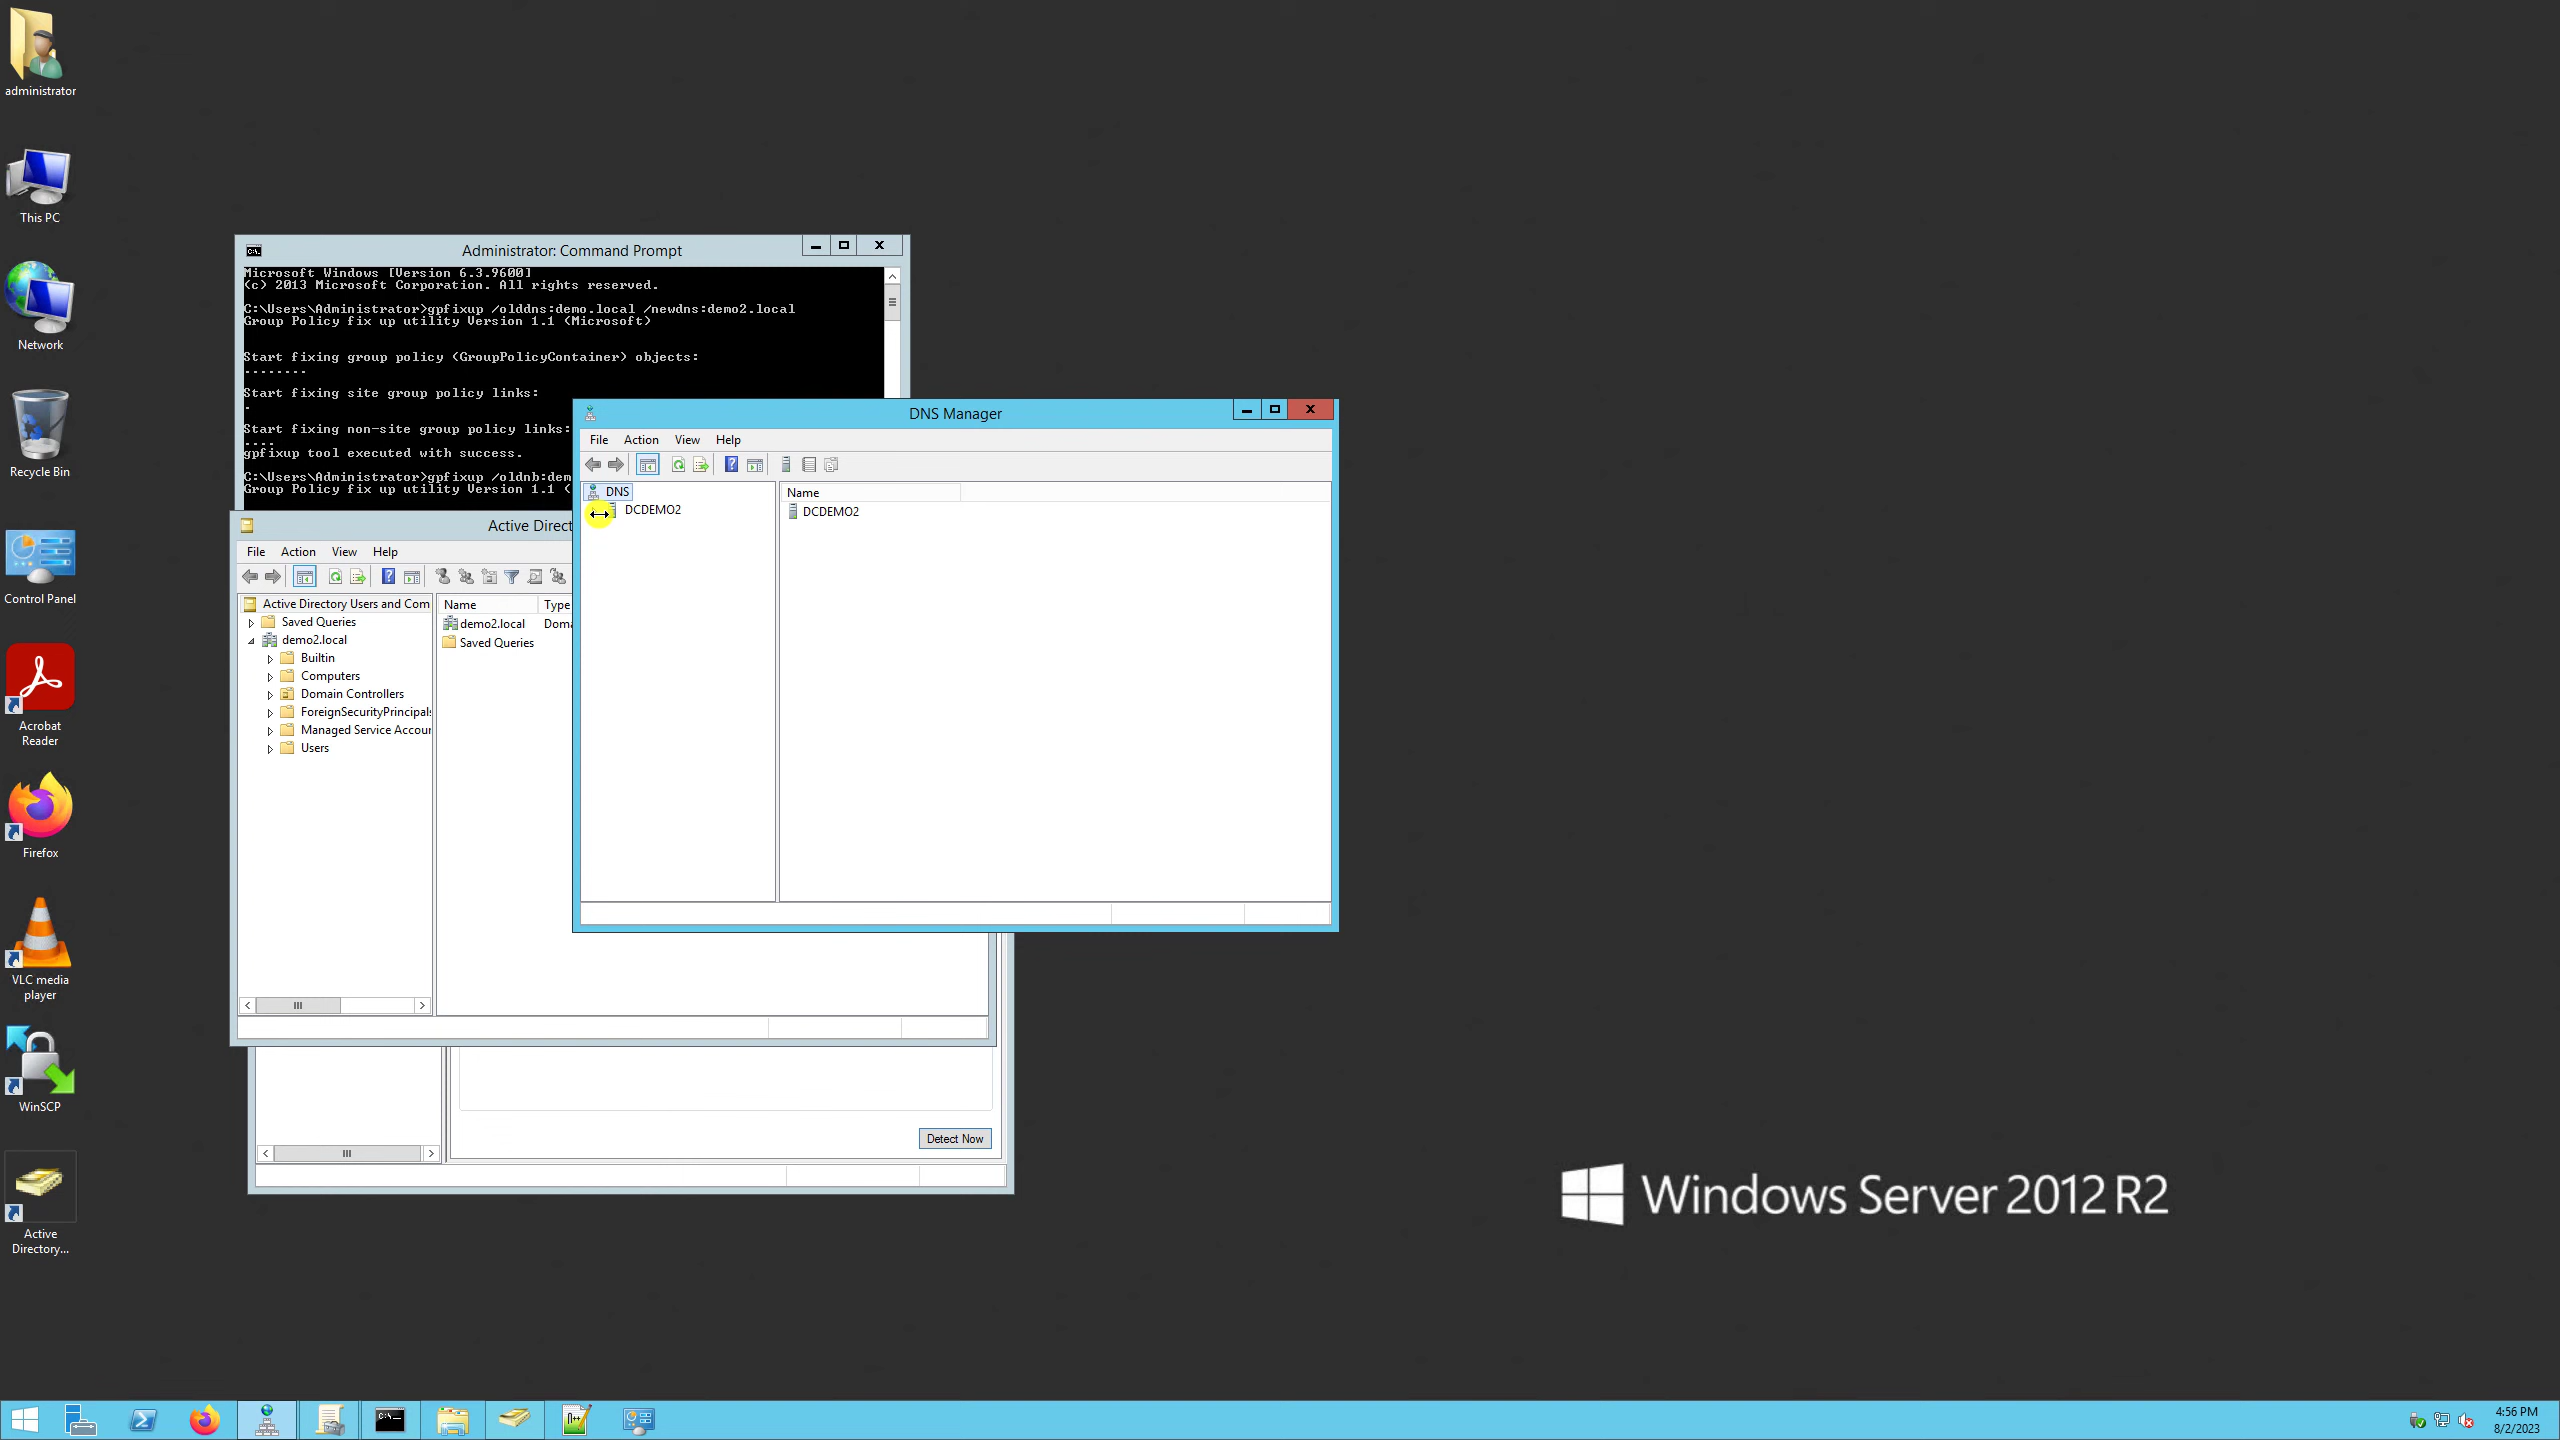 administrator
This PC
Network
Recycle Bin
Control Panel
Acrobat
Reader
Firefox
VLC media
player
WinSCP
Active
Directory...
Administrator: Command Prompt
Microsoft Windows [Version 6.3.9600]
(c) 2013 Microsoft Corporation. All rights reserved.
C:\Users\Administrator>gpfixup /olddns:demo.local /newdns:demo2.local
Group Policy fix up utility Version 1.1 (Microsoft)
Start fixing group policy (GroupPolicyContainer) objects:
........
Start fixing site group policy links:
.
Start fixing non-site group policy links:
....
gpfixup tool executed with success.
C:\Users\Administrator>gpfixup /oldnb:dem
Group Policy fix up utility Version 1.1 (
DNS Manager
File Action View Help
DNS
DCDEMO2
Name
DCDEMO2
Active Direct
File Action View Help
Active Directory Users and Com
Saved Queries
demo2.local
Builtin
Computers
Domain Controllers
ForeignSecurityPrincipals
Managed Service Accour
Users
Name Type
demo2.local Doma
Saved Queries
Detect Now
Windows Server 2012 R2
4:56 PM
8/2/2023